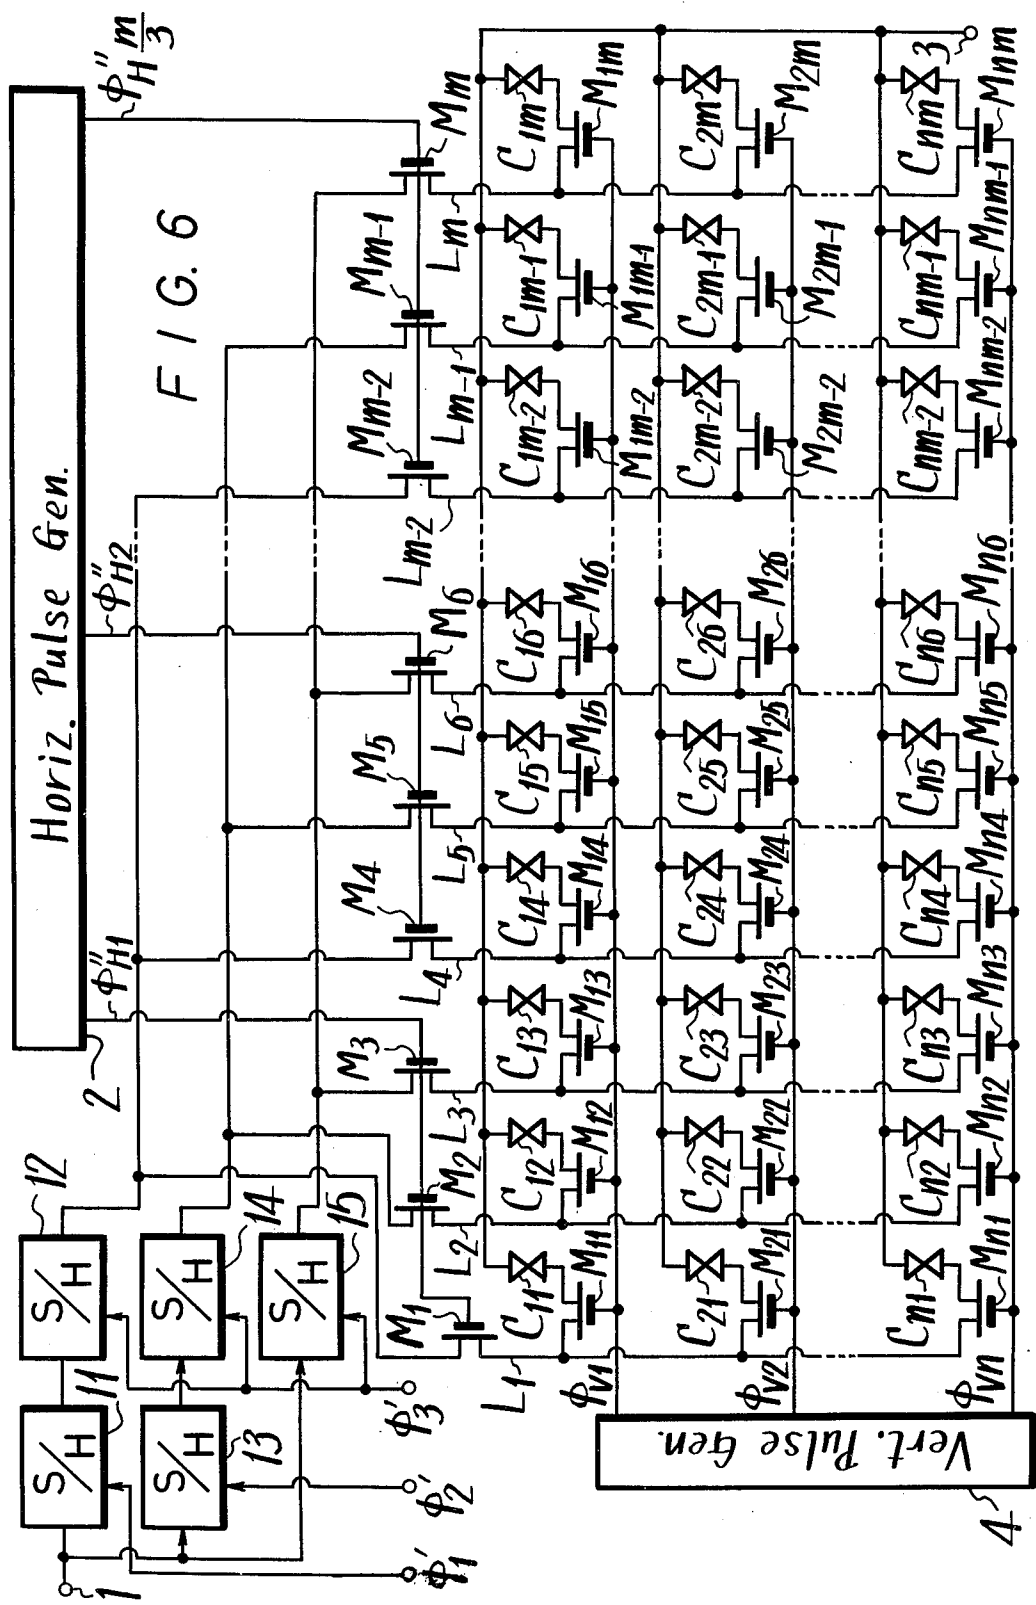 FIG. 6
Horiz. Pulse Gen.
2
φ"H1
φ"H2
φ"H m/3
1
S/H
11
S/H
12
S/H
13
S/H
14
S/H
15
φ'1
φ'2
φ'3
M1
M2
M3
M4
M5
M6
Mm-2
Mm-1
Mm
L1
L2
L3
L4
L5
L6
Lm-2
Lm-1
Lm
C11
C12
C13
C14
C15
C16
C1m-2
C1m-1
C1m
M11
M12
M13
M14
M15
M16
M1m-2
M1m-1
M1m
φV1
C21
C22
C23
C24
C25
C26
C2m-2
C2m-1
C2m
M21
M22
M23
M24
M25
M26
M2m-2
M2m-1
M2m
φV2
Cn1
Cn2
Cn3
Cn4
Cn5
Cn6
Cnm-2
Cnm-1
Cnm
3
Mn1
Mn2
Mn3
Mn4
Mn5
Mn6
Mnm-2
Mnm-1
Mnm
φVn
Vert. Pulse Gen.
4